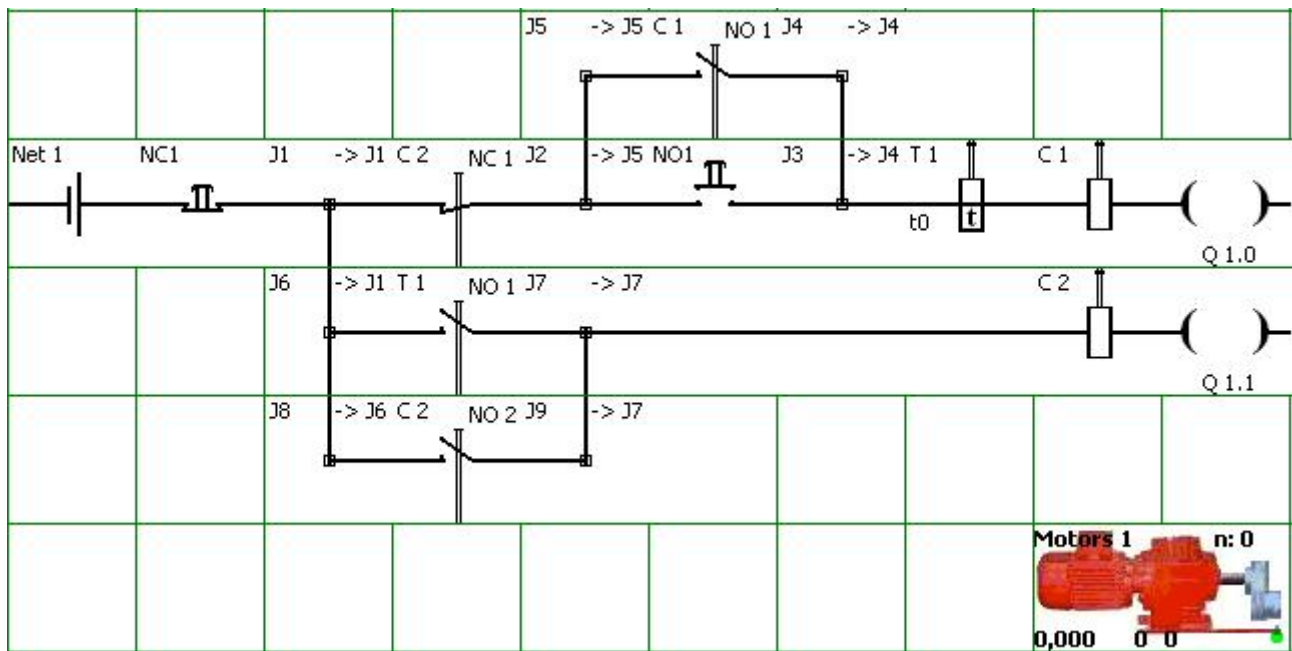 J5 -> J5 C 1 NO 1 J4 -> J4
Net 1 NC1 J1 -> J1 C 2 NC 1 J2 -> J5 NO1 J3 -> J4 T 1 C 1
t0 t
Q 1.0
J6 -> J1 T 1 NO 1 J7 -> J7 C 2
Q 1.1
J8 -> J6 C 2 NO 2 J9 -> J7
Motors 1 n: 0
0,000 0 0